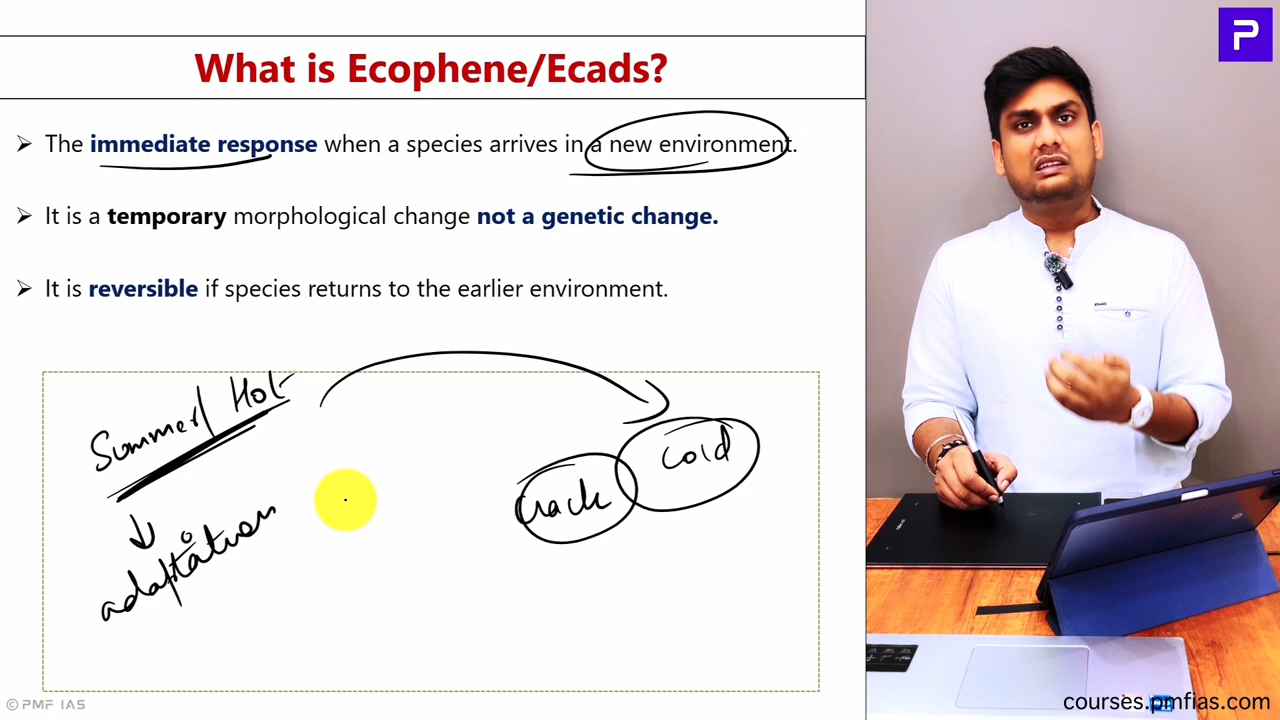 What is Ecophene/Ecads?
➢ The immediate response when a species arrives in a new environment.
➢ It is a temporary morphological change not a genetic change.
➢ It is reversible if species returns to the earlier environment.
Summer/ Hot
cold
crack
adaptation
© PMF IAS
courses.pmfias.com
P